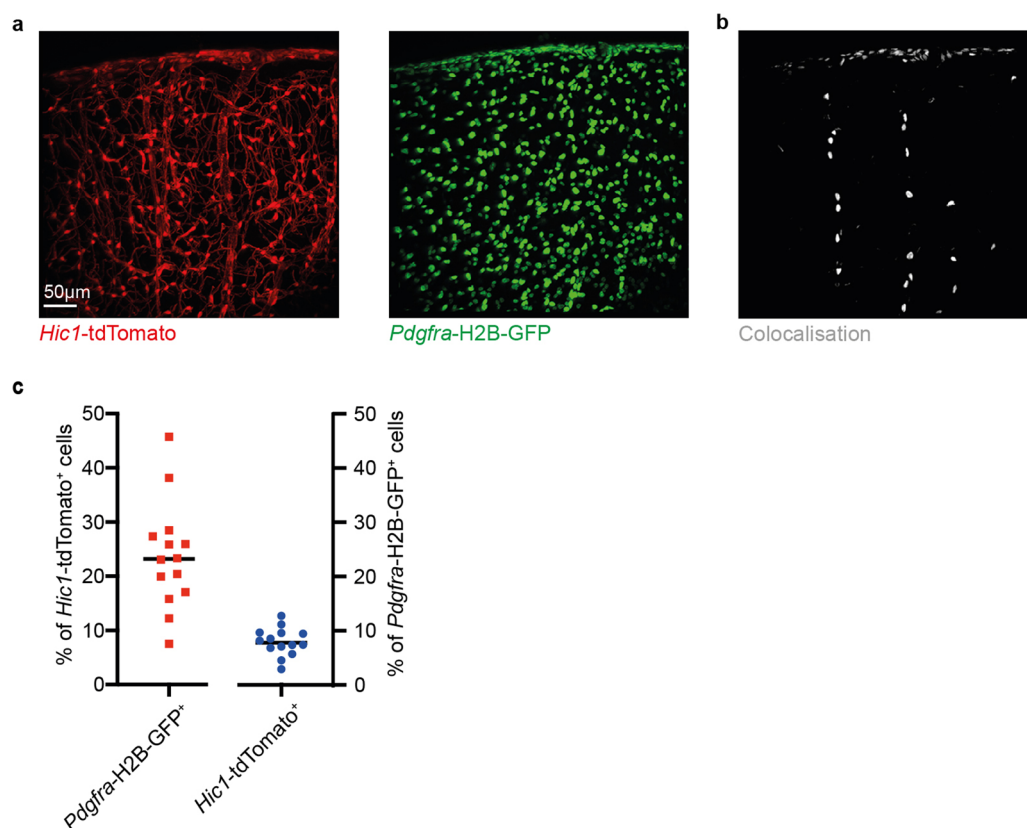 a
b
50µm
Hic1-tdTomato
Pdgfra-H2B-GFP
Colocalisation
c
% of Hic1-tdTomato⁺ cells
50
40
30
20
10
0
50
40
30
20
10
0
% of Pdgfra-H2B-GFP⁺ cells
Pdgfra-H2B-GFP⁺
Hic1-tdTomato⁺